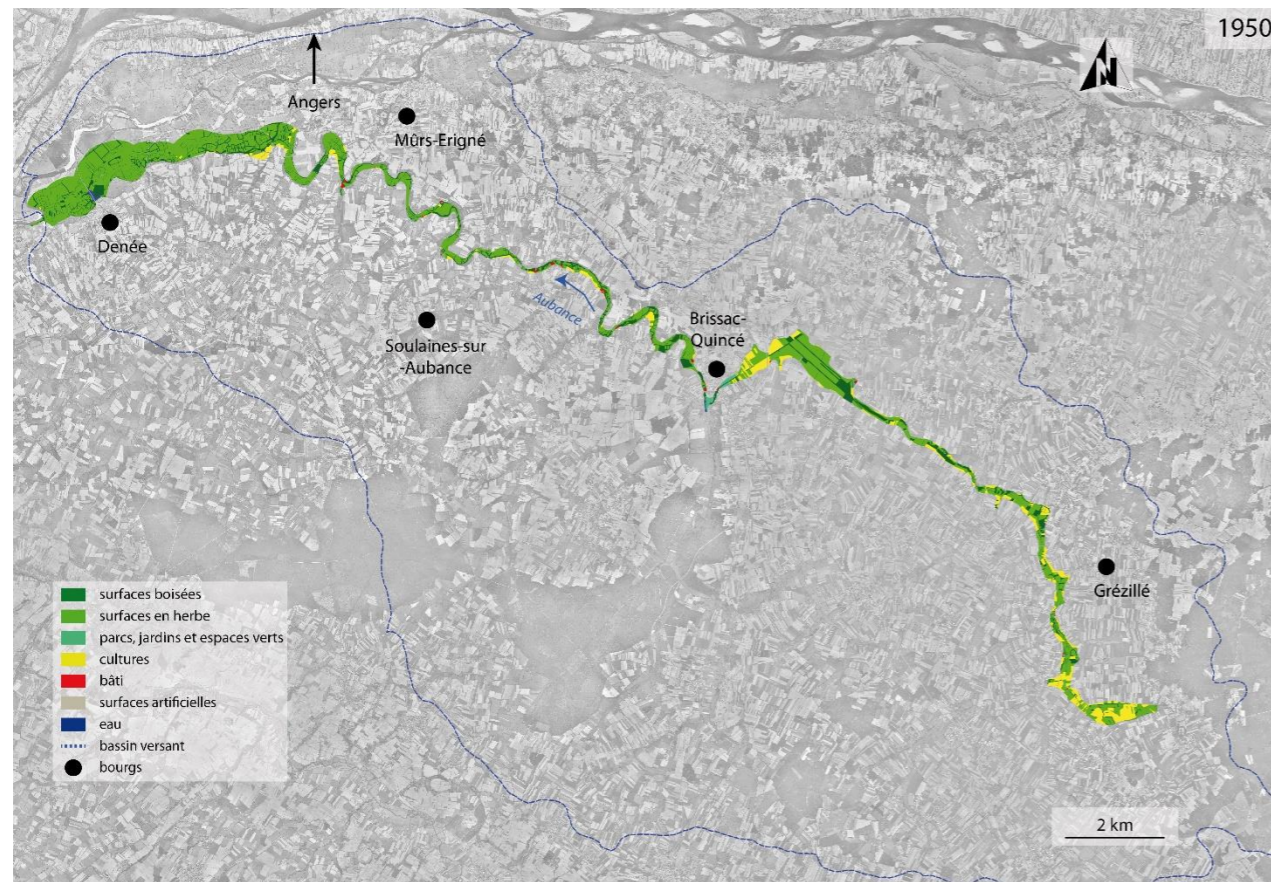 1950
N
Angers
Mûrs-Erigné
Denée
Aubance
Soulaines-sur
-Aubance
Brissac-
Quincé
Grézillé
surfaces boisées
surfaces en herbe
parcs, jardins et espaces verts
cultures
bâti
surfaces artificielles
eau
bassin versant
bourgs
2 km